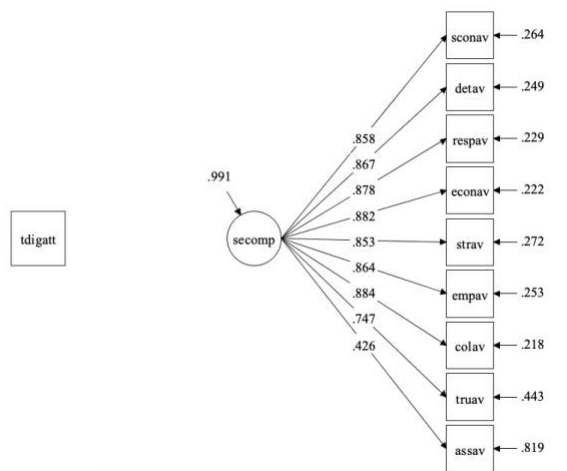 sconav .264
detav .249
.858
respav .229
.867
.991
.878
econav .222
.882
tdigatt
secomp
.853
strav .272
.864
empav .253
.884
.747
colav .218
.426
truav .443
assav .819